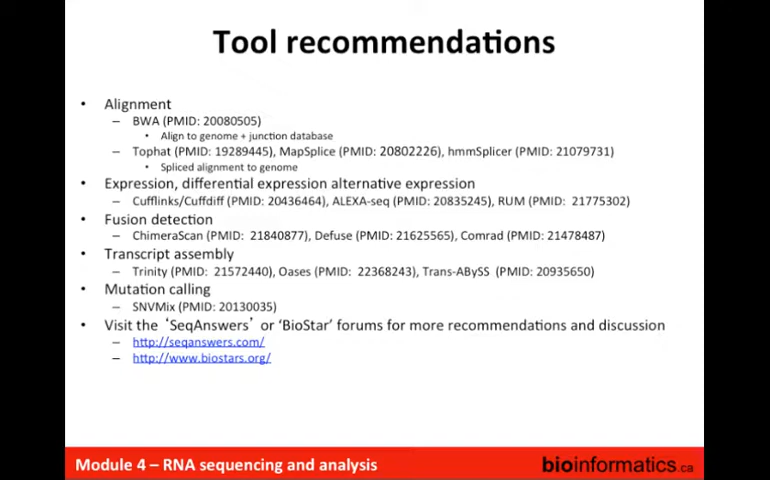 Tool recommendations
• Alignment
– BWA (PMID: 20080505)
• Align to genome + junction database
– Tophat (PMID: 19289445), MapSplice (PMID: 20802226), hmmSplicer (PMID: 21079731)
• Spliced alignment to genome
• Expression, differential expression alternative expression
– Cufflinks/Cuffdiff (PMID: 20436464), ALEXA-seq (PMID: 20835245), RUM (PMID: 21775302)
• Fusion detection
– ChimeraScan (PMID: 21840877), Defuse (PMID: 21625565), Comrad (PMID: 21478487)
• Transcript assembly
– Trinity (PMID: 21572440), Oases (PMID: 22368243), Trans-ABySS (PMID: 20935650)
• Mutation calling
– SNVMix (PMID: 20130035)
• Visit the ‘SeqAnswers’ or ‘BioStar’ forums for more recommendations and discussion
– http://seqanswers.com/
– http://www.biostars.org/
Module 4 – RNA sequencing and analysis
bioinformatics.ca